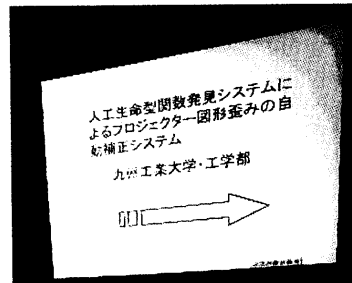 人工生命型関数発見システムに
よるプロジェクター図形歪みの自
動補正システム
九州工業大学・工学部